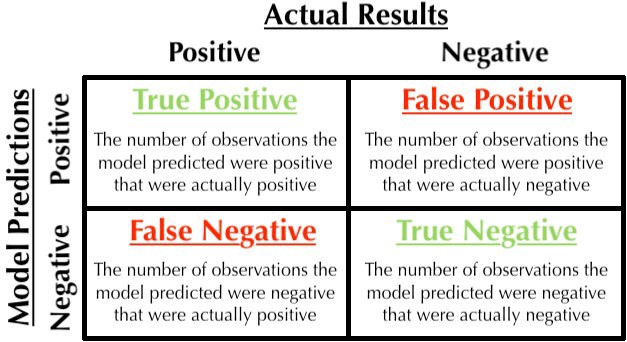 Actual Results
Positive Negative
Model Predictions
Positive
True Positive
The number of observations the
model predicted were positive
that were actually positive
False Positive
The number of observations the
model predicted were positive
that were actually negative
Negative
False Negative
The number of observations the
model predicted were negative
that were actually positive
True Negative
The number of observations the
model predicted were negative
that were actually negative